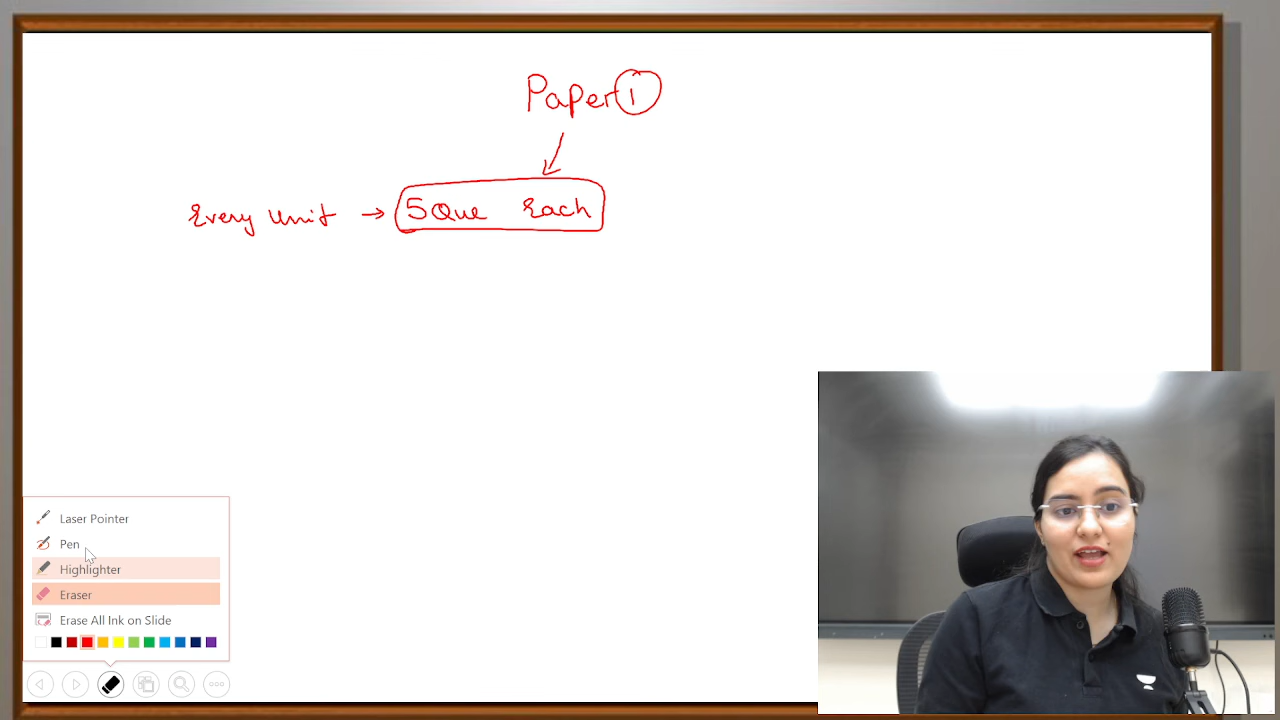 Paper 1
Every Unit → 5 Que Each
Laser Pointer
Pen
Highlighter
Eraser
Erase All Ink on Slide